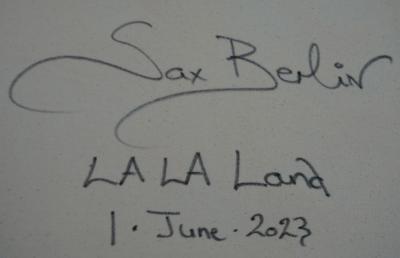 Sax Berlin
LA LA Land
1 · June · 2023